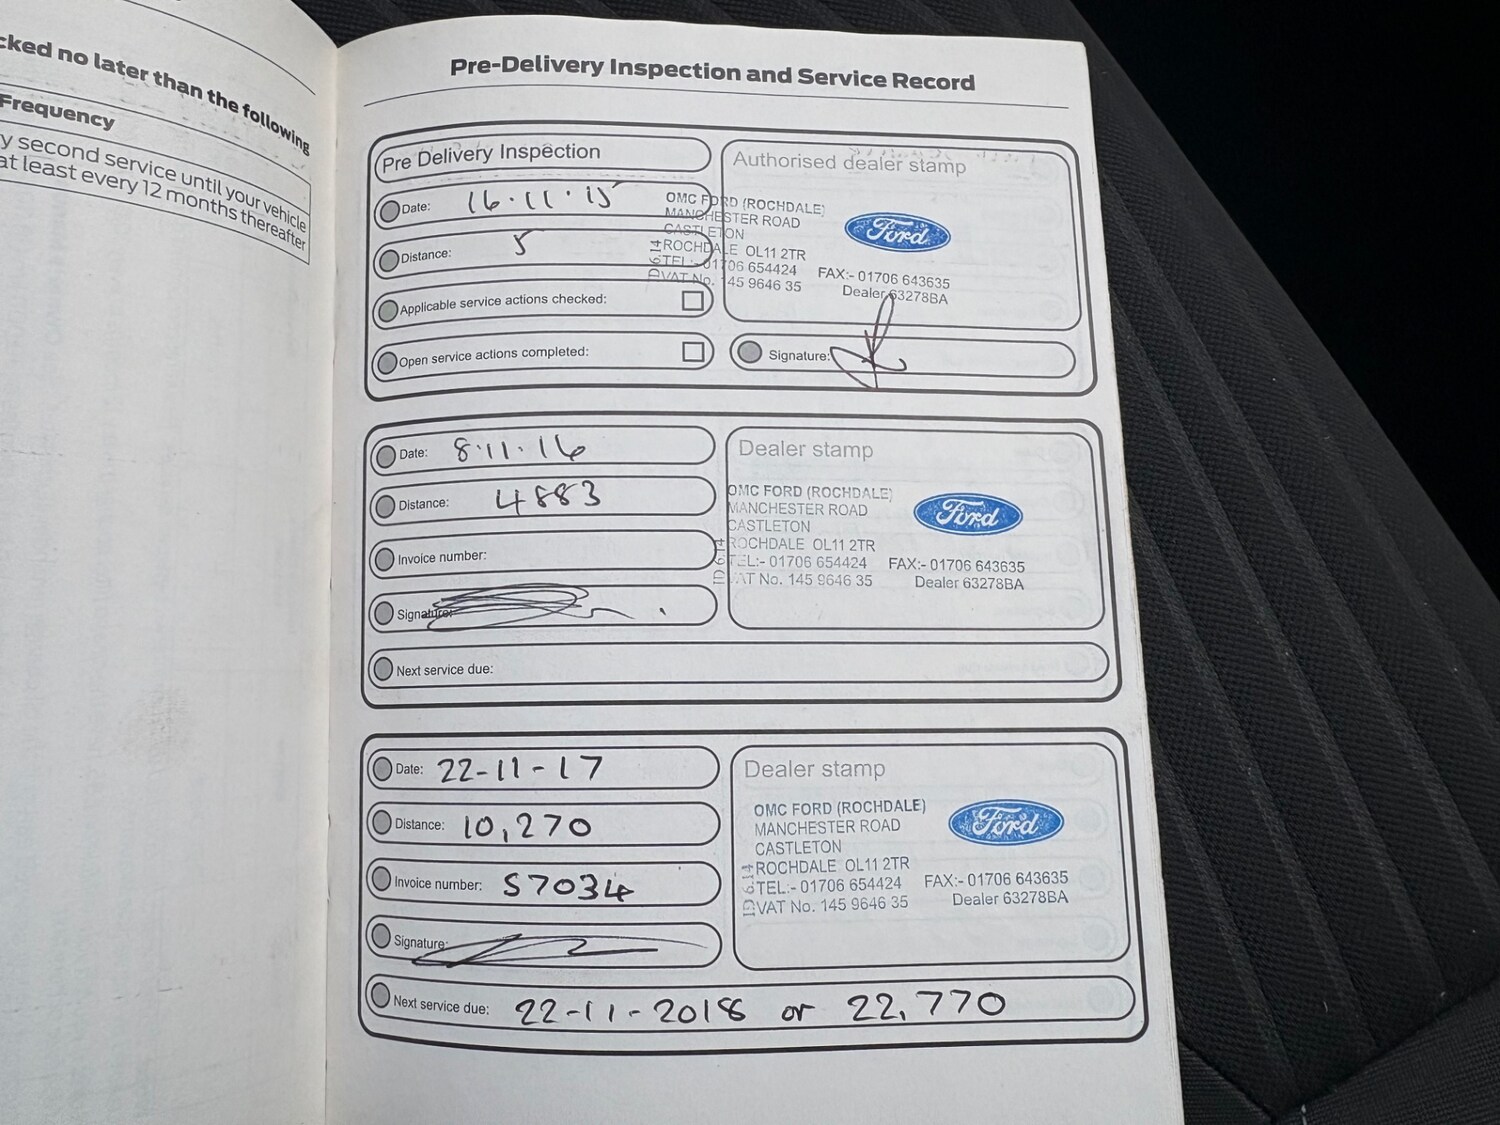 cked no later than the following
Frequency
y second service until your vehicle
at least every 12 months thereafter
Pre-Delivery Inspection and Service Record
Pre Delivery Inspection
Date: 16·11·15
Distance: 5
Applicable service actions checked:
Open service actions completed:
Authorised dealer stamp
OMC FORD (ROCHDALE)
MANCHESTER ROAD
CASTLETON
ROCHDALE OL11 2TR
TEL:- 01706 654424 FAX:- 01706 643635
VAT No. 145 9646 35 Dealer 63278BA
Ford
Signature:
Date: 8·11·16
Distance: 4883
Invoice number:
Signature:
Next service due:
Dealer stamp
OMC FORD (ROCHDALE)
MANCHESTER ROAD
CASTLETON
ROCHDALE OL11 2TR
TEL:- 01706 654424 FAX:- 01706 643635
VAT No. 145 9646 35 Dealer 63278BA
Ford
Date: 22-11-17
Distance: 10,270
Invoice number: 57034
Signature:
Dealer stamp
OMC FORD (ROCHDALE)
MANCHESTER ROAD
CASTLETON
ROCHDALE OL11 2TR
TEL:- 01706 654424 FAX:- 01706 643635
VAT No. 145 9646 35 Dealer 63278BA
Ford
Next service due: 22-11-2018 or 22,770